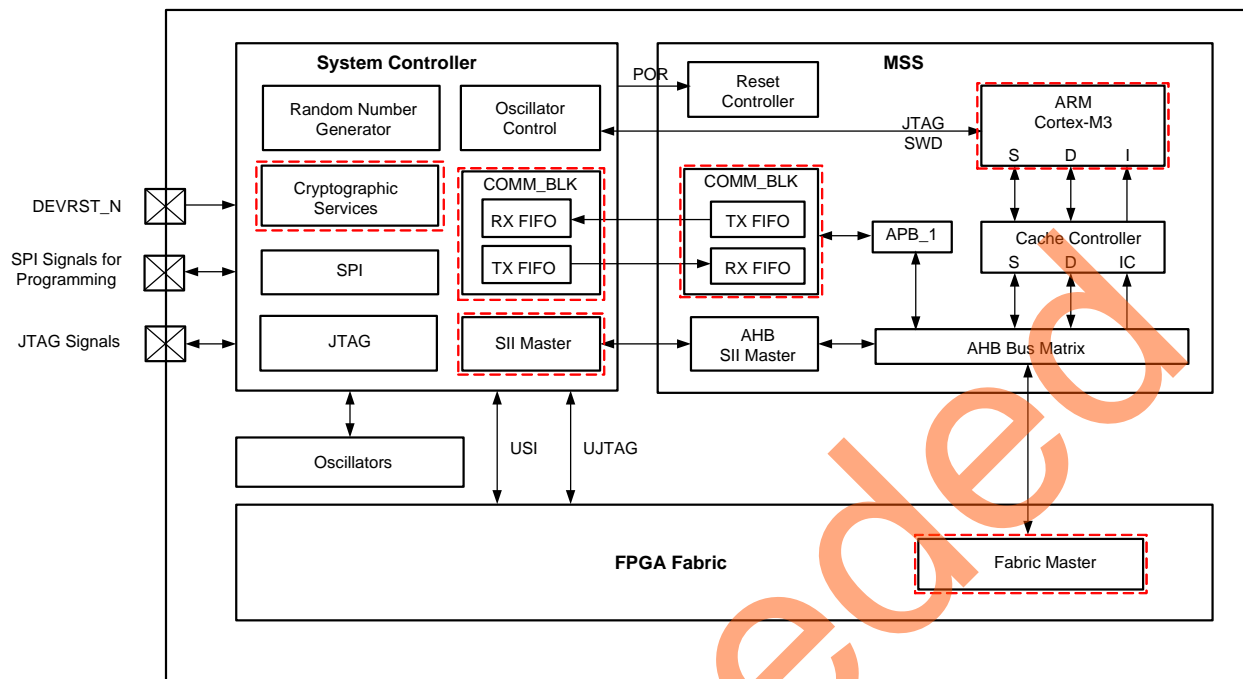 System Controller
MSS
POR
Reset
Controller
ARM
Cortex-M3
Random Number
Generator
Oscillator
Control
JTAG
SWD
S D I
Cryptographic
Services
COMM_BLK
RX FIFO
TX FIFO
COMM_BLK
TX FIFO
RX FIFO
APB_1
Cache Controller
S D IC
DEVRST_N
SPI Signals for
Programming
SPI
JTAG Signals
JTAG
SII Master
AHB
SII Master
AHB Bus Matrix
Oscillators
USI
UJTAG
FPGA Fabric
Fabric Master